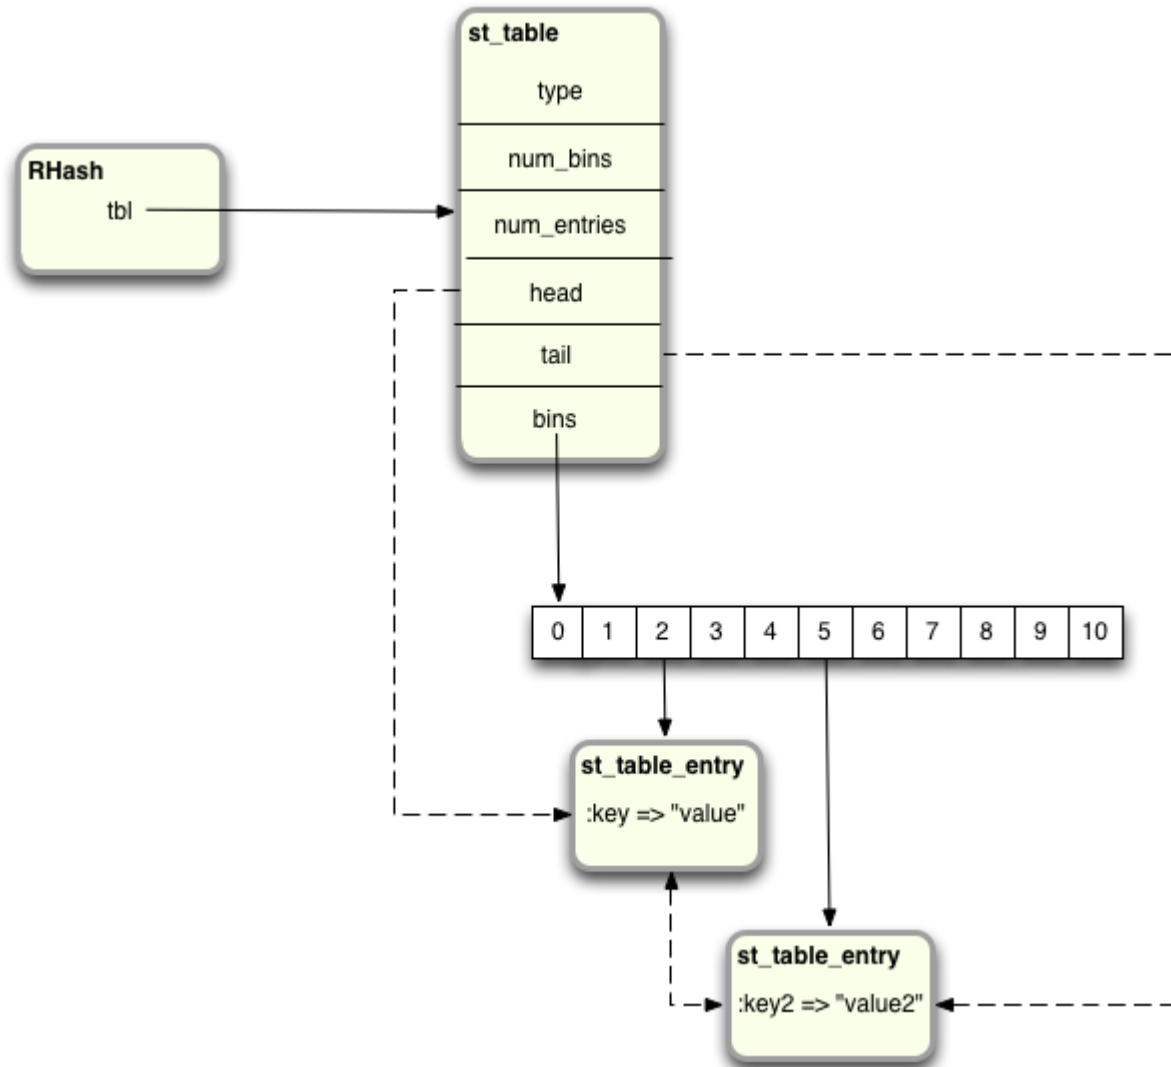 st_table
type
num_bins
num_entries
head
tail
bins
RHash
tbl
0 1 2 3 4 5 6 7 8 9 10
st_table_entry
:key => "value"
st_table_entry
:key2 => "value2"